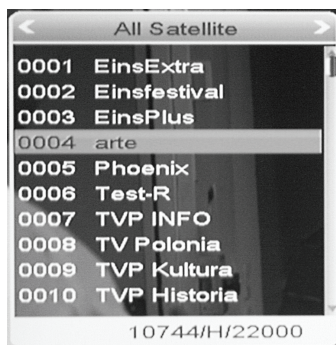 All Satellite
0001 EinsExtra
0002 Einsfestival
0003 EinsPlus
0004 arte
0005 Phoenix
0006 Test-R
0007 TVP INFO
0008 TV Polonia
0009 TVP Kultura
0010 TVP Historia
10744/H/22000